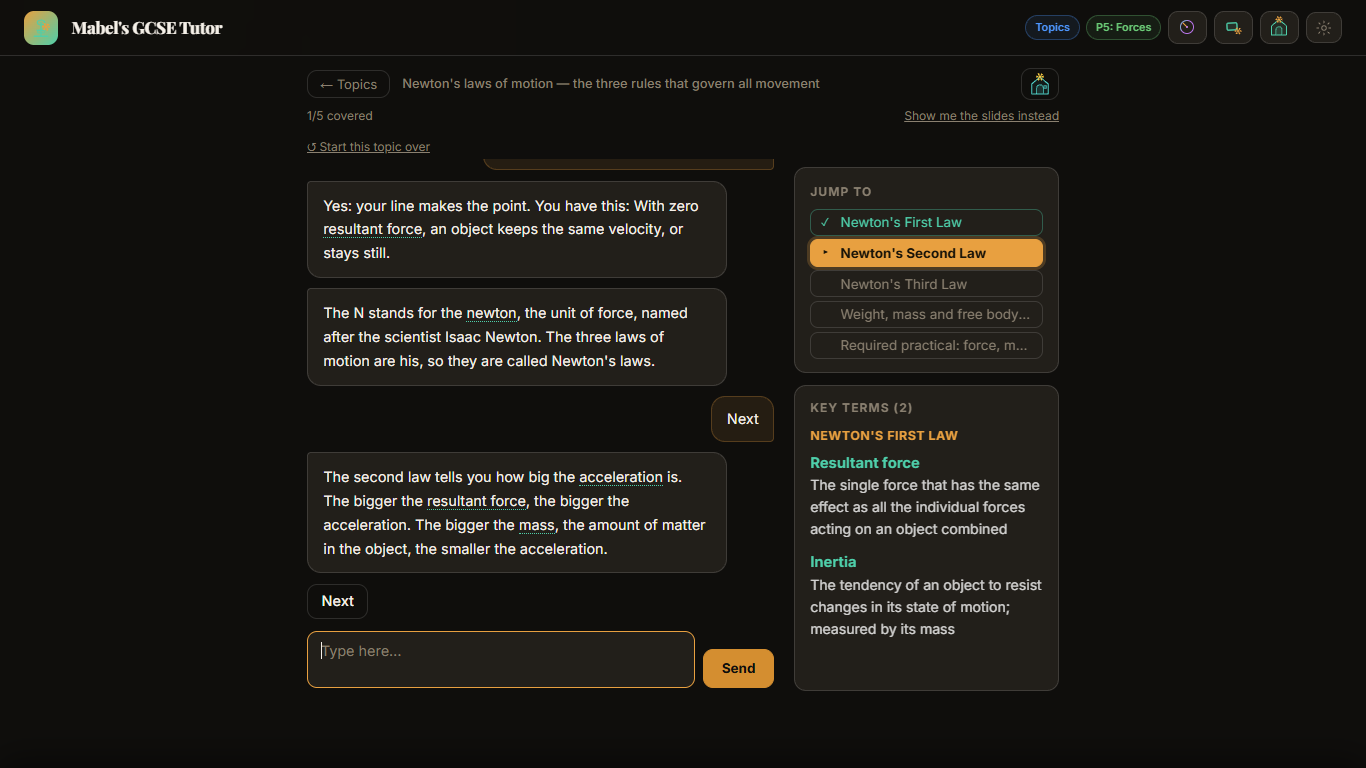 Mabel's GCSE Tutor
Topics
P5: Forces
← Topics
Newton's laws of motion — the three rules that govern all movement
1/5 covered
Show me the slides instead
↺ Start this topic over
Yes: your line makes the point. You have this: With zero
resultant force, an object keeps the same velocity, or
stays still.
The N stands for the newton, the unit of force, named
after the scientist Isaac Newton. The three laws of
motion are his, so they are called Newton's laws.
Next
The second law tells you how big the acceleration is.
The bigger the resultant force, the bigger the
acceleration. The bigger the mass, the amount of matter
in the object, the smaller the acceleration.
Next
Type here...
Send
JUMP TO
✓ Newton's First Law
▸ Newton's Second Law
Newton's Third Law
Weight, mass and free body...
Required practical: force, m...
KEY TERMS (2)
NEWTON'S FIRST LAW
Resultant force
The single force that has the same
effect as all the individual forces
acting on an object combined
Inertia
The tendency of an object to resist
changes in its state of motion;
measured by its mass